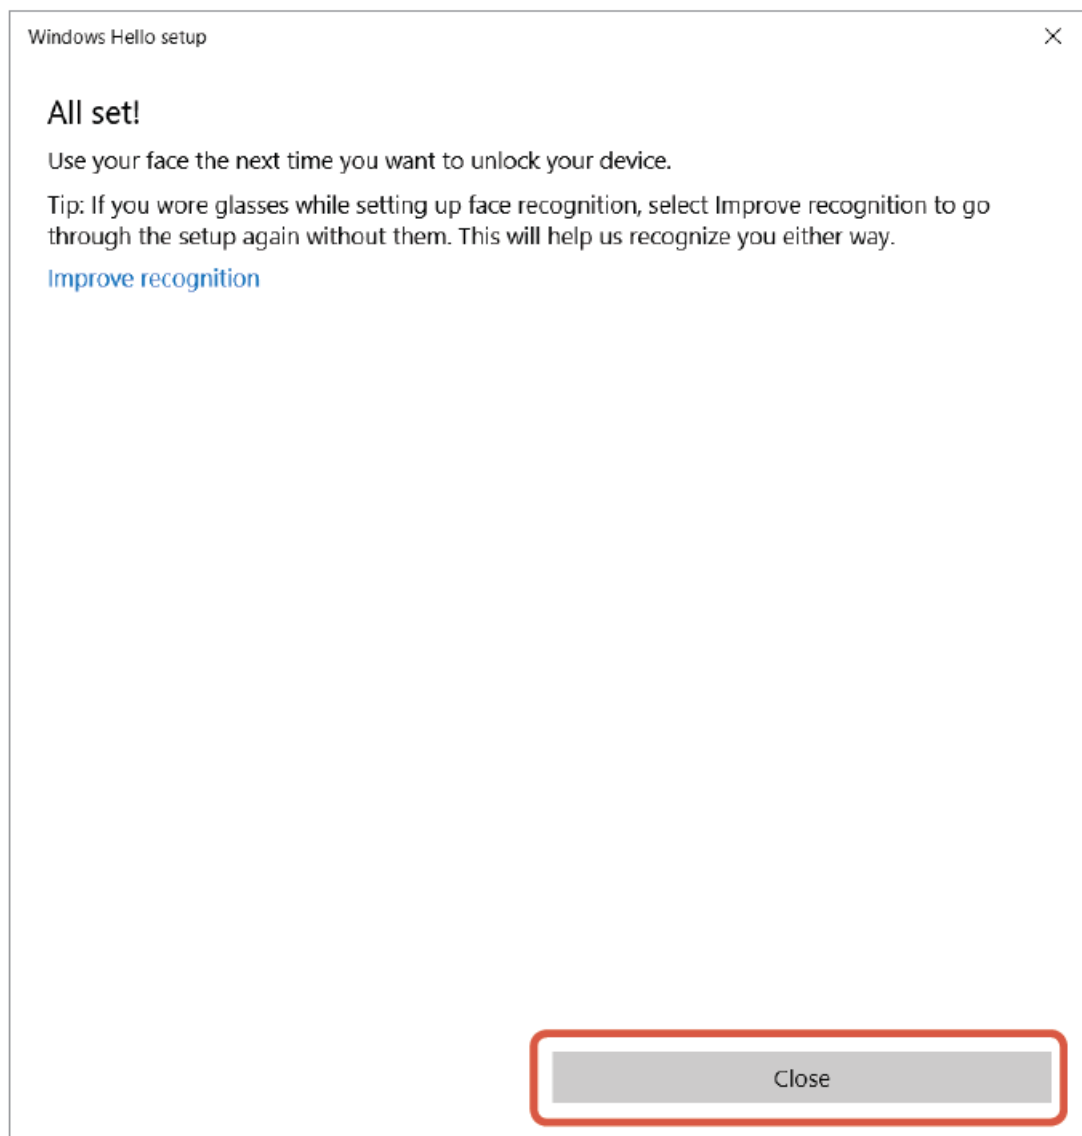 Windows Hello setup
All set!
Use your face the next time you want to unlock your device.
Tip: If you wore glasses while setting up face recognition, select Improve recognition to go
through the setup again without them. This will help us recognize you either way.
Improve recognition
Close